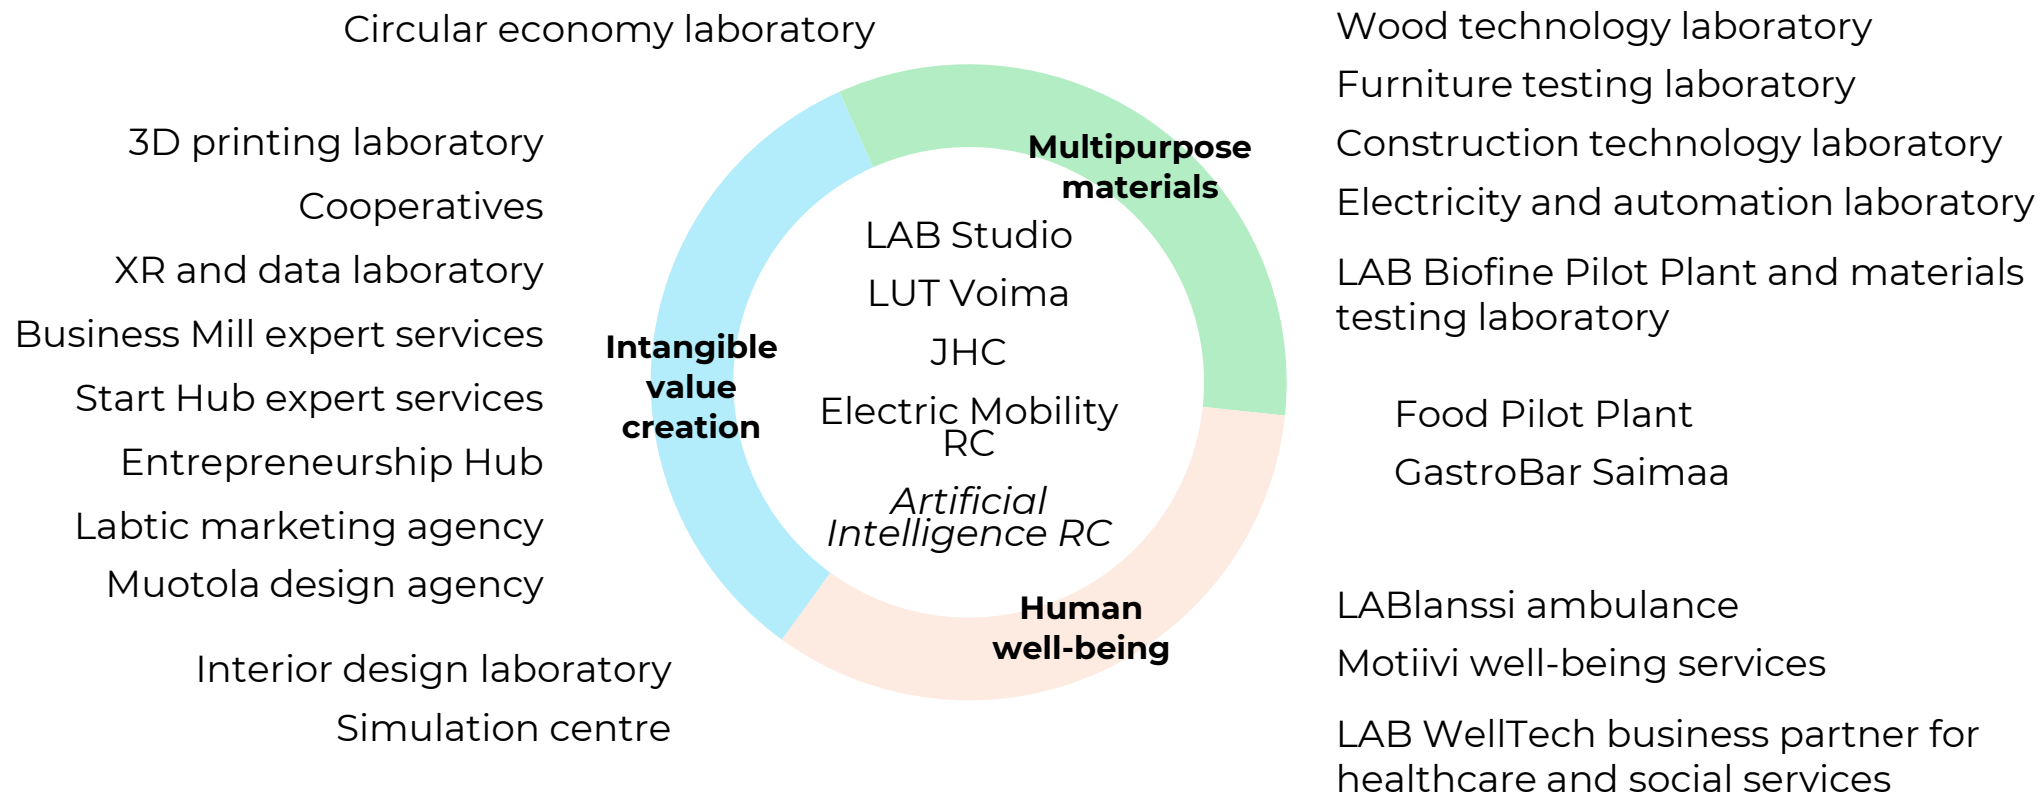 Circular economy laboratory
3D printing laboratory
Cooperatives
XR and data laboratory
Business Mill expert services
Start Hub expert services
Entrepreneurship Hub
Labtic marketing agency
Muotola design agency
Interior design laboratory
Simulation centre
Intangible
value
creation
Multipurpose
materials
Human
well-being
LAB Studio
LUT Voima
JHC
Electric Mobility
RC
Artificial
Intelligence RC
Wood technology laboratory
Furniture testing laboratory
Construction technology laboratory
Electricity and automation laboratory
LAB Biofine Pilot Plant and materials
testing laboratory
Food Pilot Plant
GastroBar Saimaa
LABlanssi ambulance
Motiivi well-being services
LAB WellTech business partner for
healthcare and social services